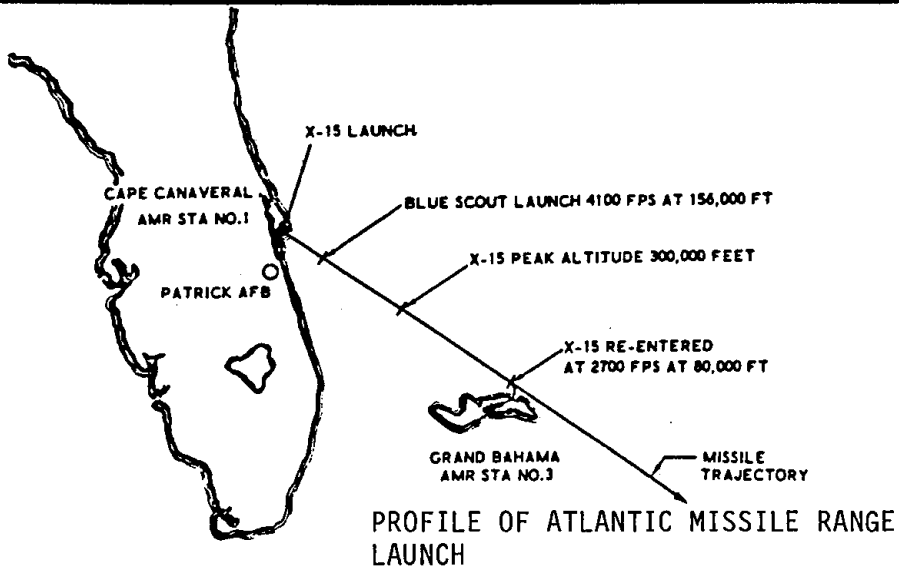 X-15 LAUNCH
CAPE CANAVERAL
AMR STA NO.1
BLUE SCOUT LAUNCH 4100 FPS AT 156,000 FT
X-15 PEAK ALTITUDE 300,000 FEET
PATRICK AFB
X-15 RE-ENTERED
AT 2700 FPS AT 80,000 FT
GRAND BAHAMA
AMR STA NO.3
MISSILE
TRAJECTORY
PROFILE OF ATLANTIC MISSILE RANGE
LAUNCH